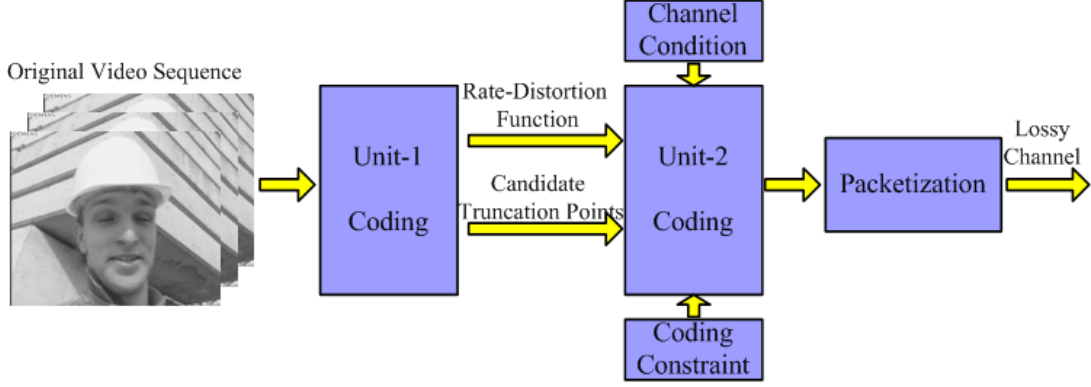 Original Video Sequence
SIEMENS
Unit-1
Coding
Rate-Distortion
Function
Candidate
Truncation Points
Channel
Condition
Unit-2
Coding
Coding
Constraint
Packetization
Lossy
Channel